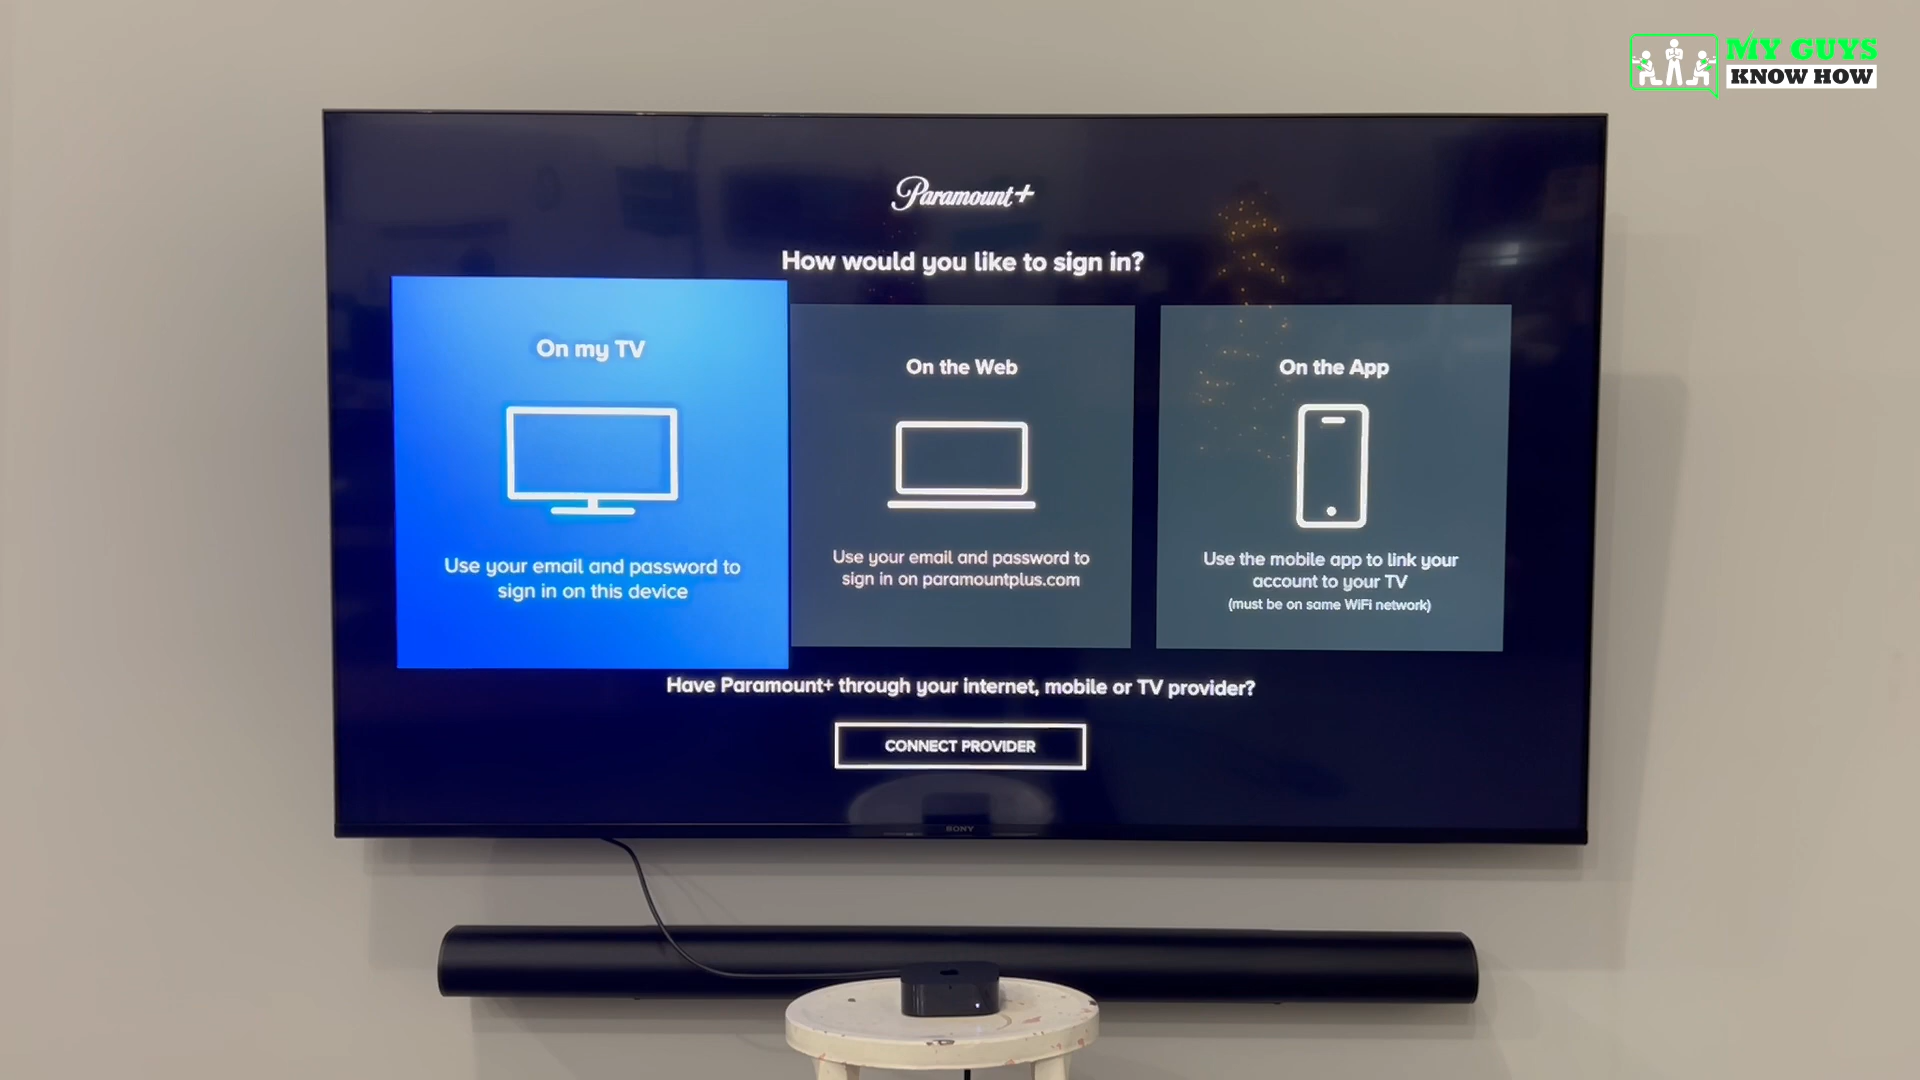 MY GUYS
KNOW HOW
Paramount+
How would you like to sign in?
On my TV
Use your email and password to
sign in on this device
On the Web
Use your email and password to
sign in on paramountplus.com
On the App
Use the mobile app to link your
account to your TV
(must be on same WiFi network)
Have Paramount+ through your internet, mobile or TV provider?
CONNECT PROVIDER
SONY